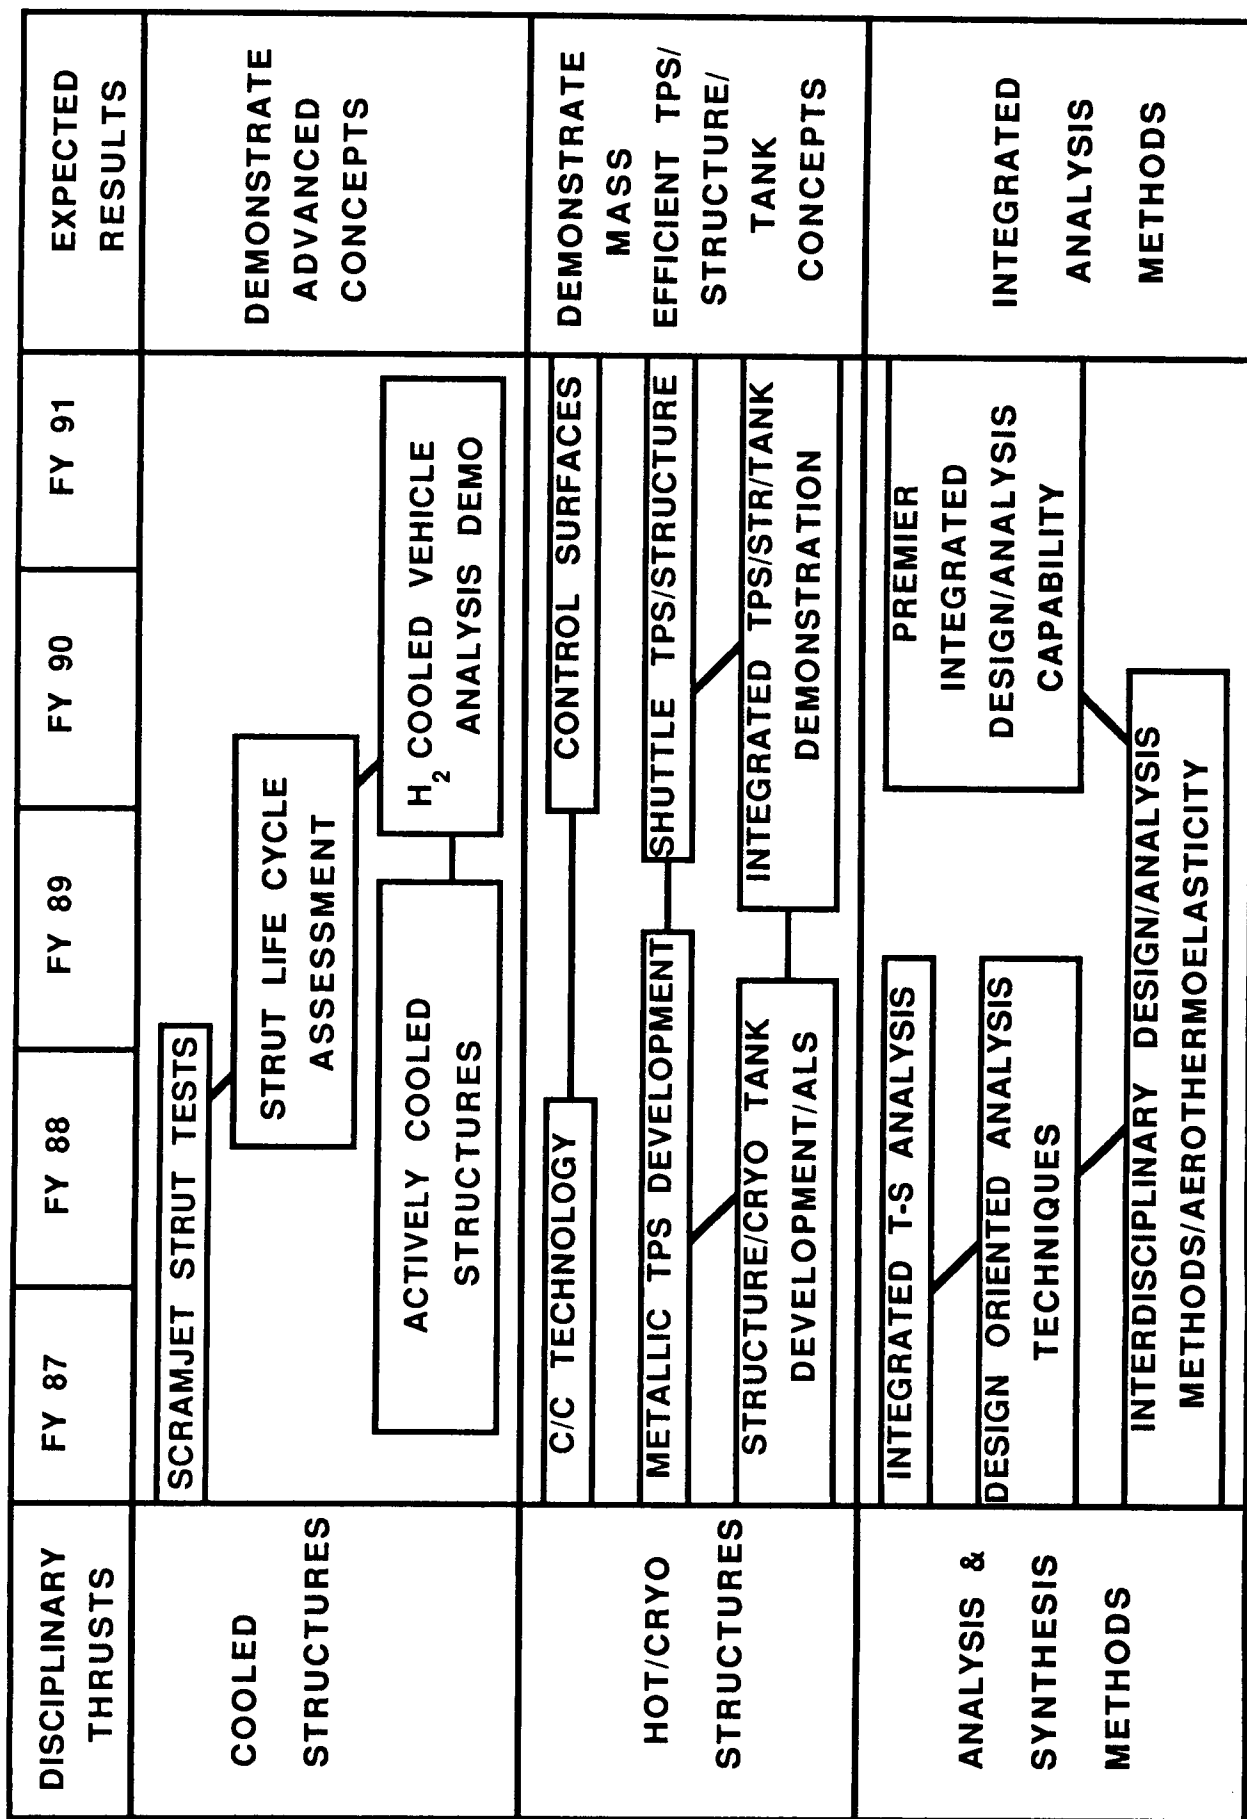 DISCIPLINARY
THRUSTS
FY 87
FY 88
FY 89
FY 90
FY 91
EXPECTED
RESULTS
COOLED
STRUCTURES
SCRAMJET STRUT TESTS
STRUT LIFE CYCLE
ASSESSMENT
ACTIVELY COOLED
STRUCTURES
H2 COOLED VEHICLE
ANALYSIS DEMO
DEMONSTRATE
ADVANCED
CONCEPTS
HOT/CRYO
STRUCTURES
C/C TECHNOLOGY
CONTROL SURFACES
METALLIC TPS DEVELOPMENT
SHUTTLE TPS/STRUCTURE
STRUCTURE/CRYO TANK
DEVELOPMENT/ALS
INTEGRATED TPS/STR/TANK
DEMONSTRATION
DEMONSTRATE
MASS
EFFICIENT TPS/
STRUCTURE/
TANK
CONCEPTS
ANALYSIS &
SYNTHESIS
METHODS
INTEGRATED T-S ANALYSIS
DESIGN ORIENTED ANALYSIS
TECHNIQUES
INTERDISCIPLINARY DESIGN/ANALYSIS
METHODS/AEROTHERMOELASTICITY
PREMIER
INTEGRATED
DESIGN/ANALYSIS
CAPABILITY
INTEGRATED
ANALYSIS
METHODS